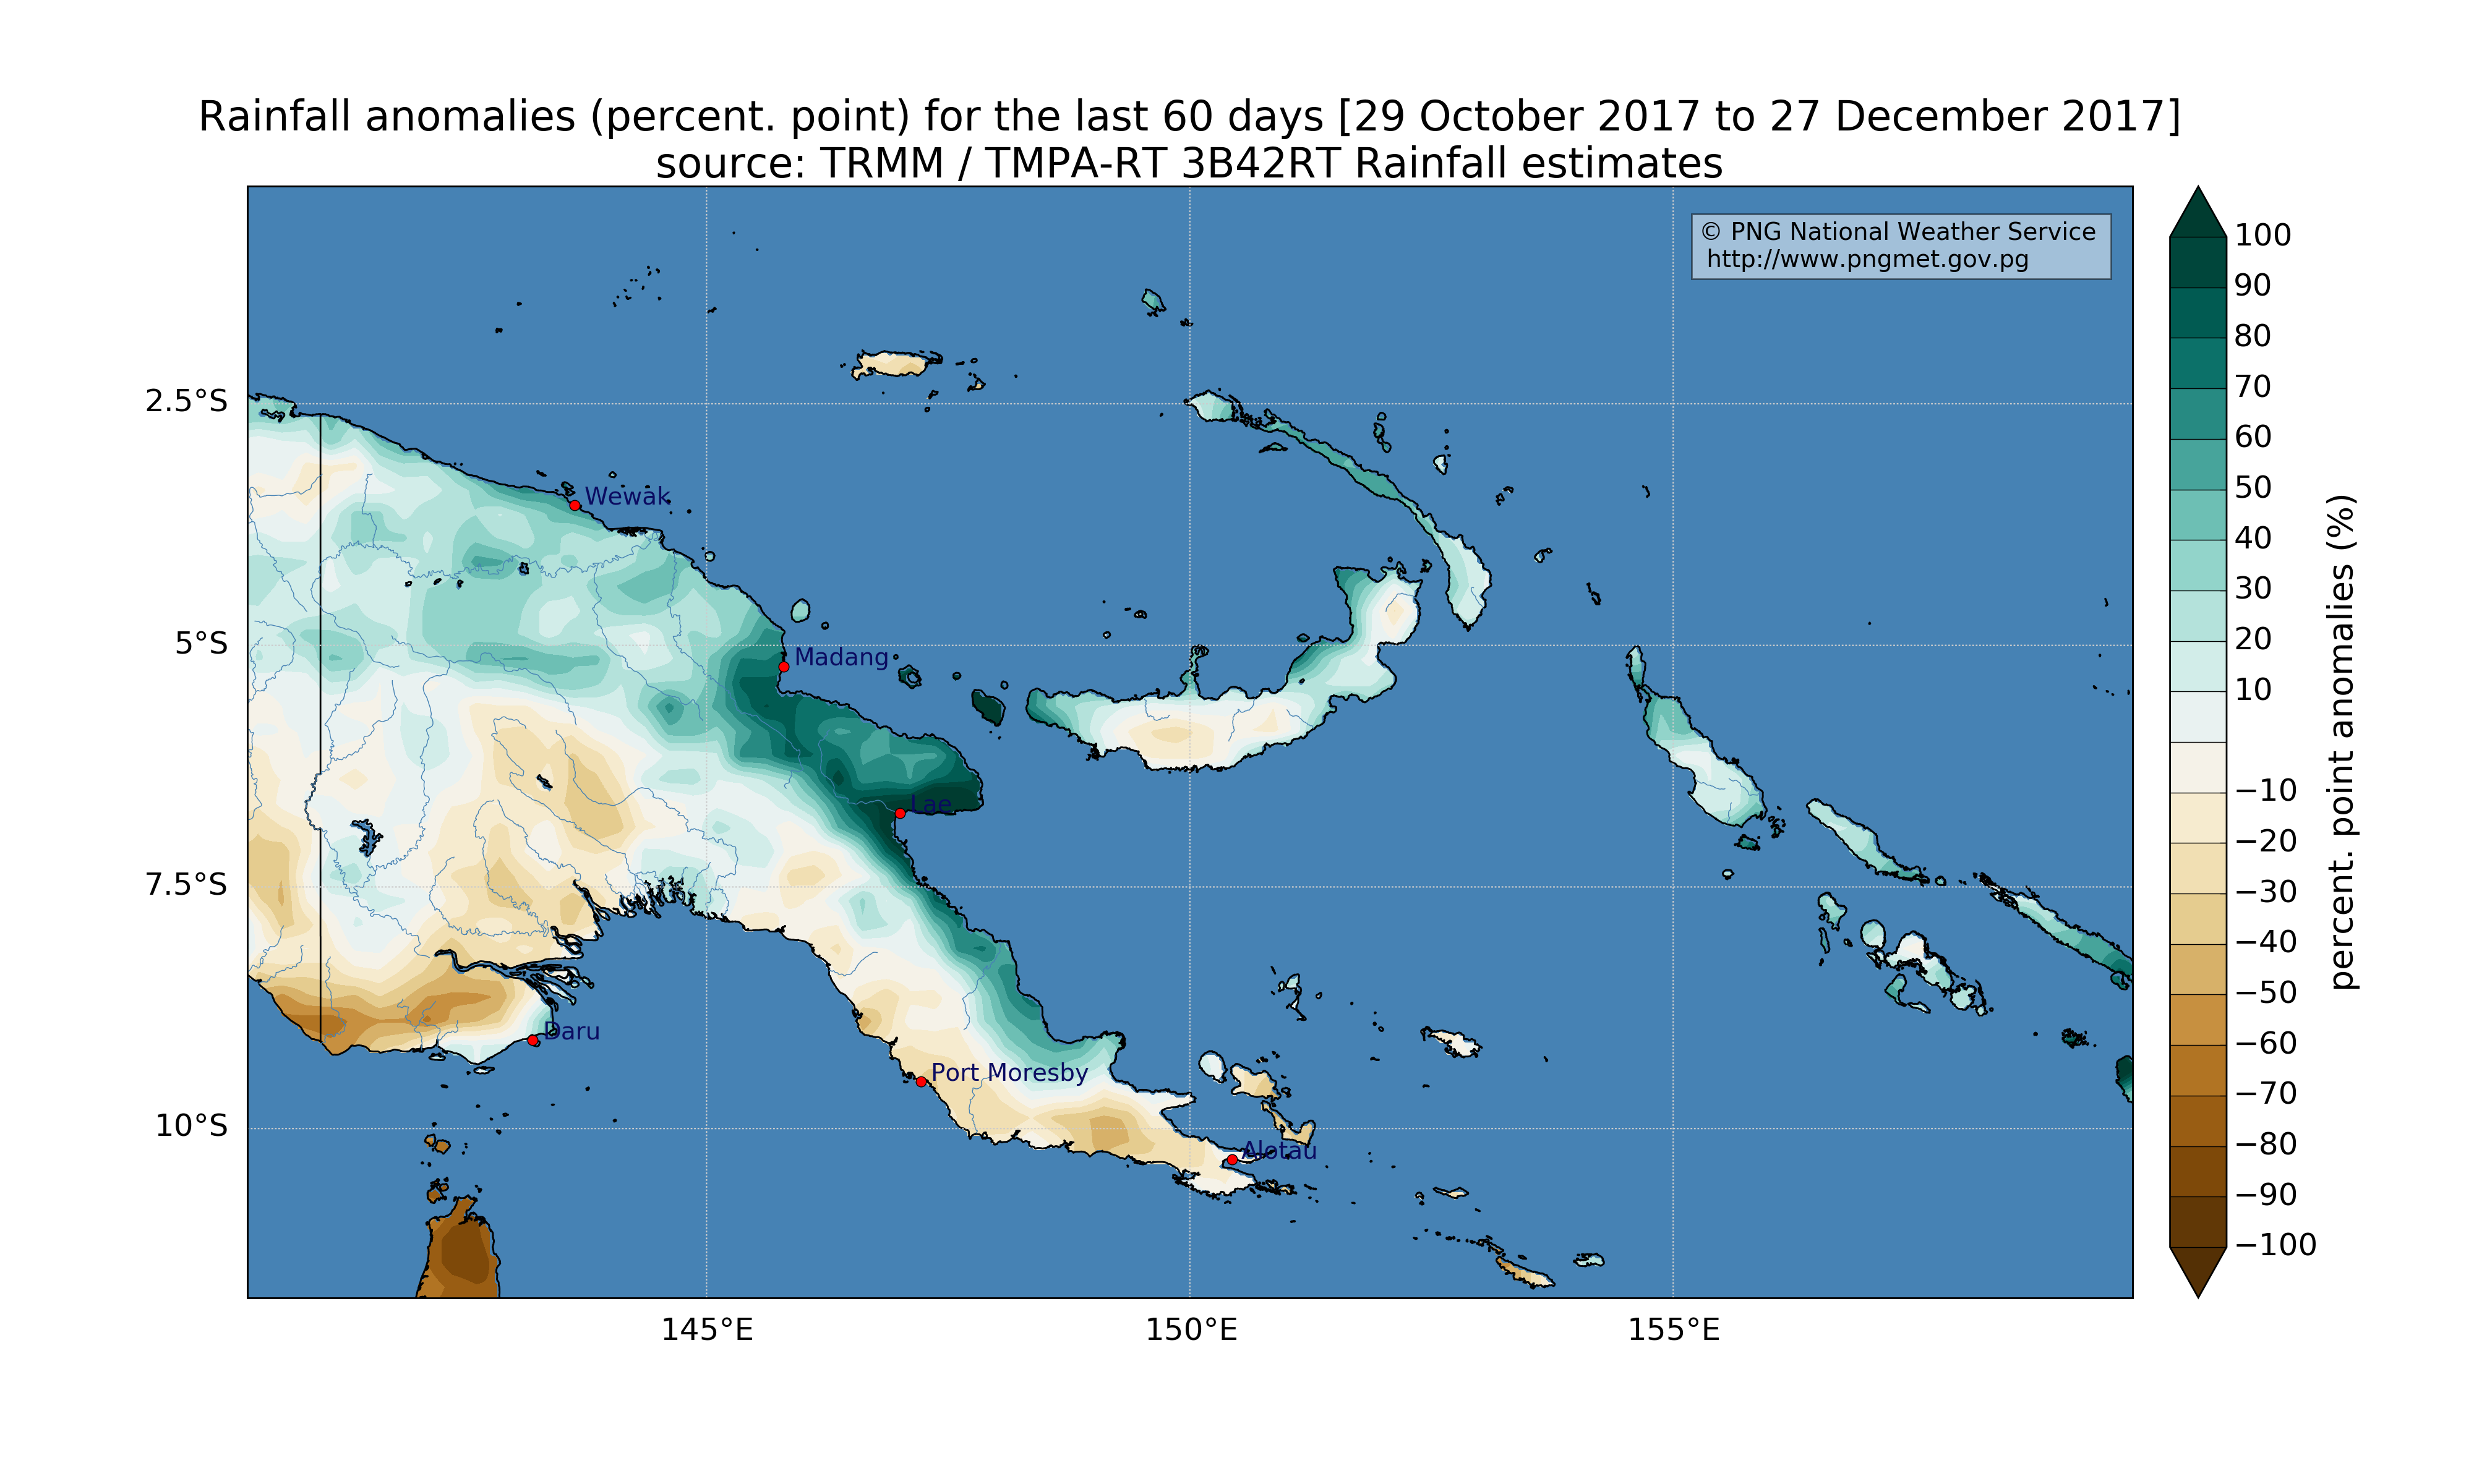 Rainfall anomalies (percent. point) for the last 60 days [29 October 2017 to 27 December 2017]
source: TRMM / TMPA-RT 3B42RT Rainfall estimates
© PNG National Weather Service
http://www.pngmet.gov.pg
2.5°S
5°S
7.5°S
10°S
Wewak
Madang
Lae
Daru
Port Moresby
Alotau
145°E
150°E
155°E
100
90
80
70
60
50
40
30
20
10
−10
−20
−30
−40
−50
−60
−70
−80
−90
−100
percent. point anomalies (%)